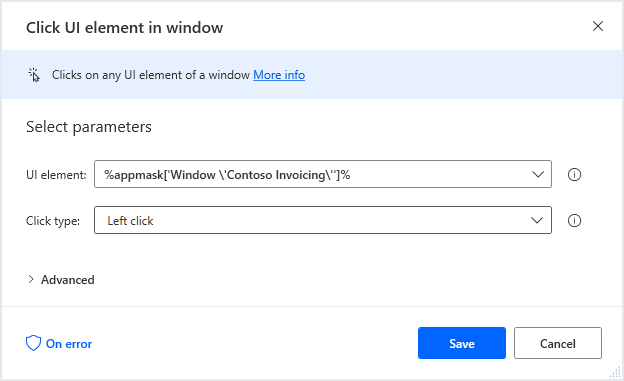 Click UI element in window
Clicks on any UI element of a window More info
Select parameters
UI element: %appmask['Window \'Contoso Invoicing\'']%
Click type: Left click
Advanced
On error Save Cancel